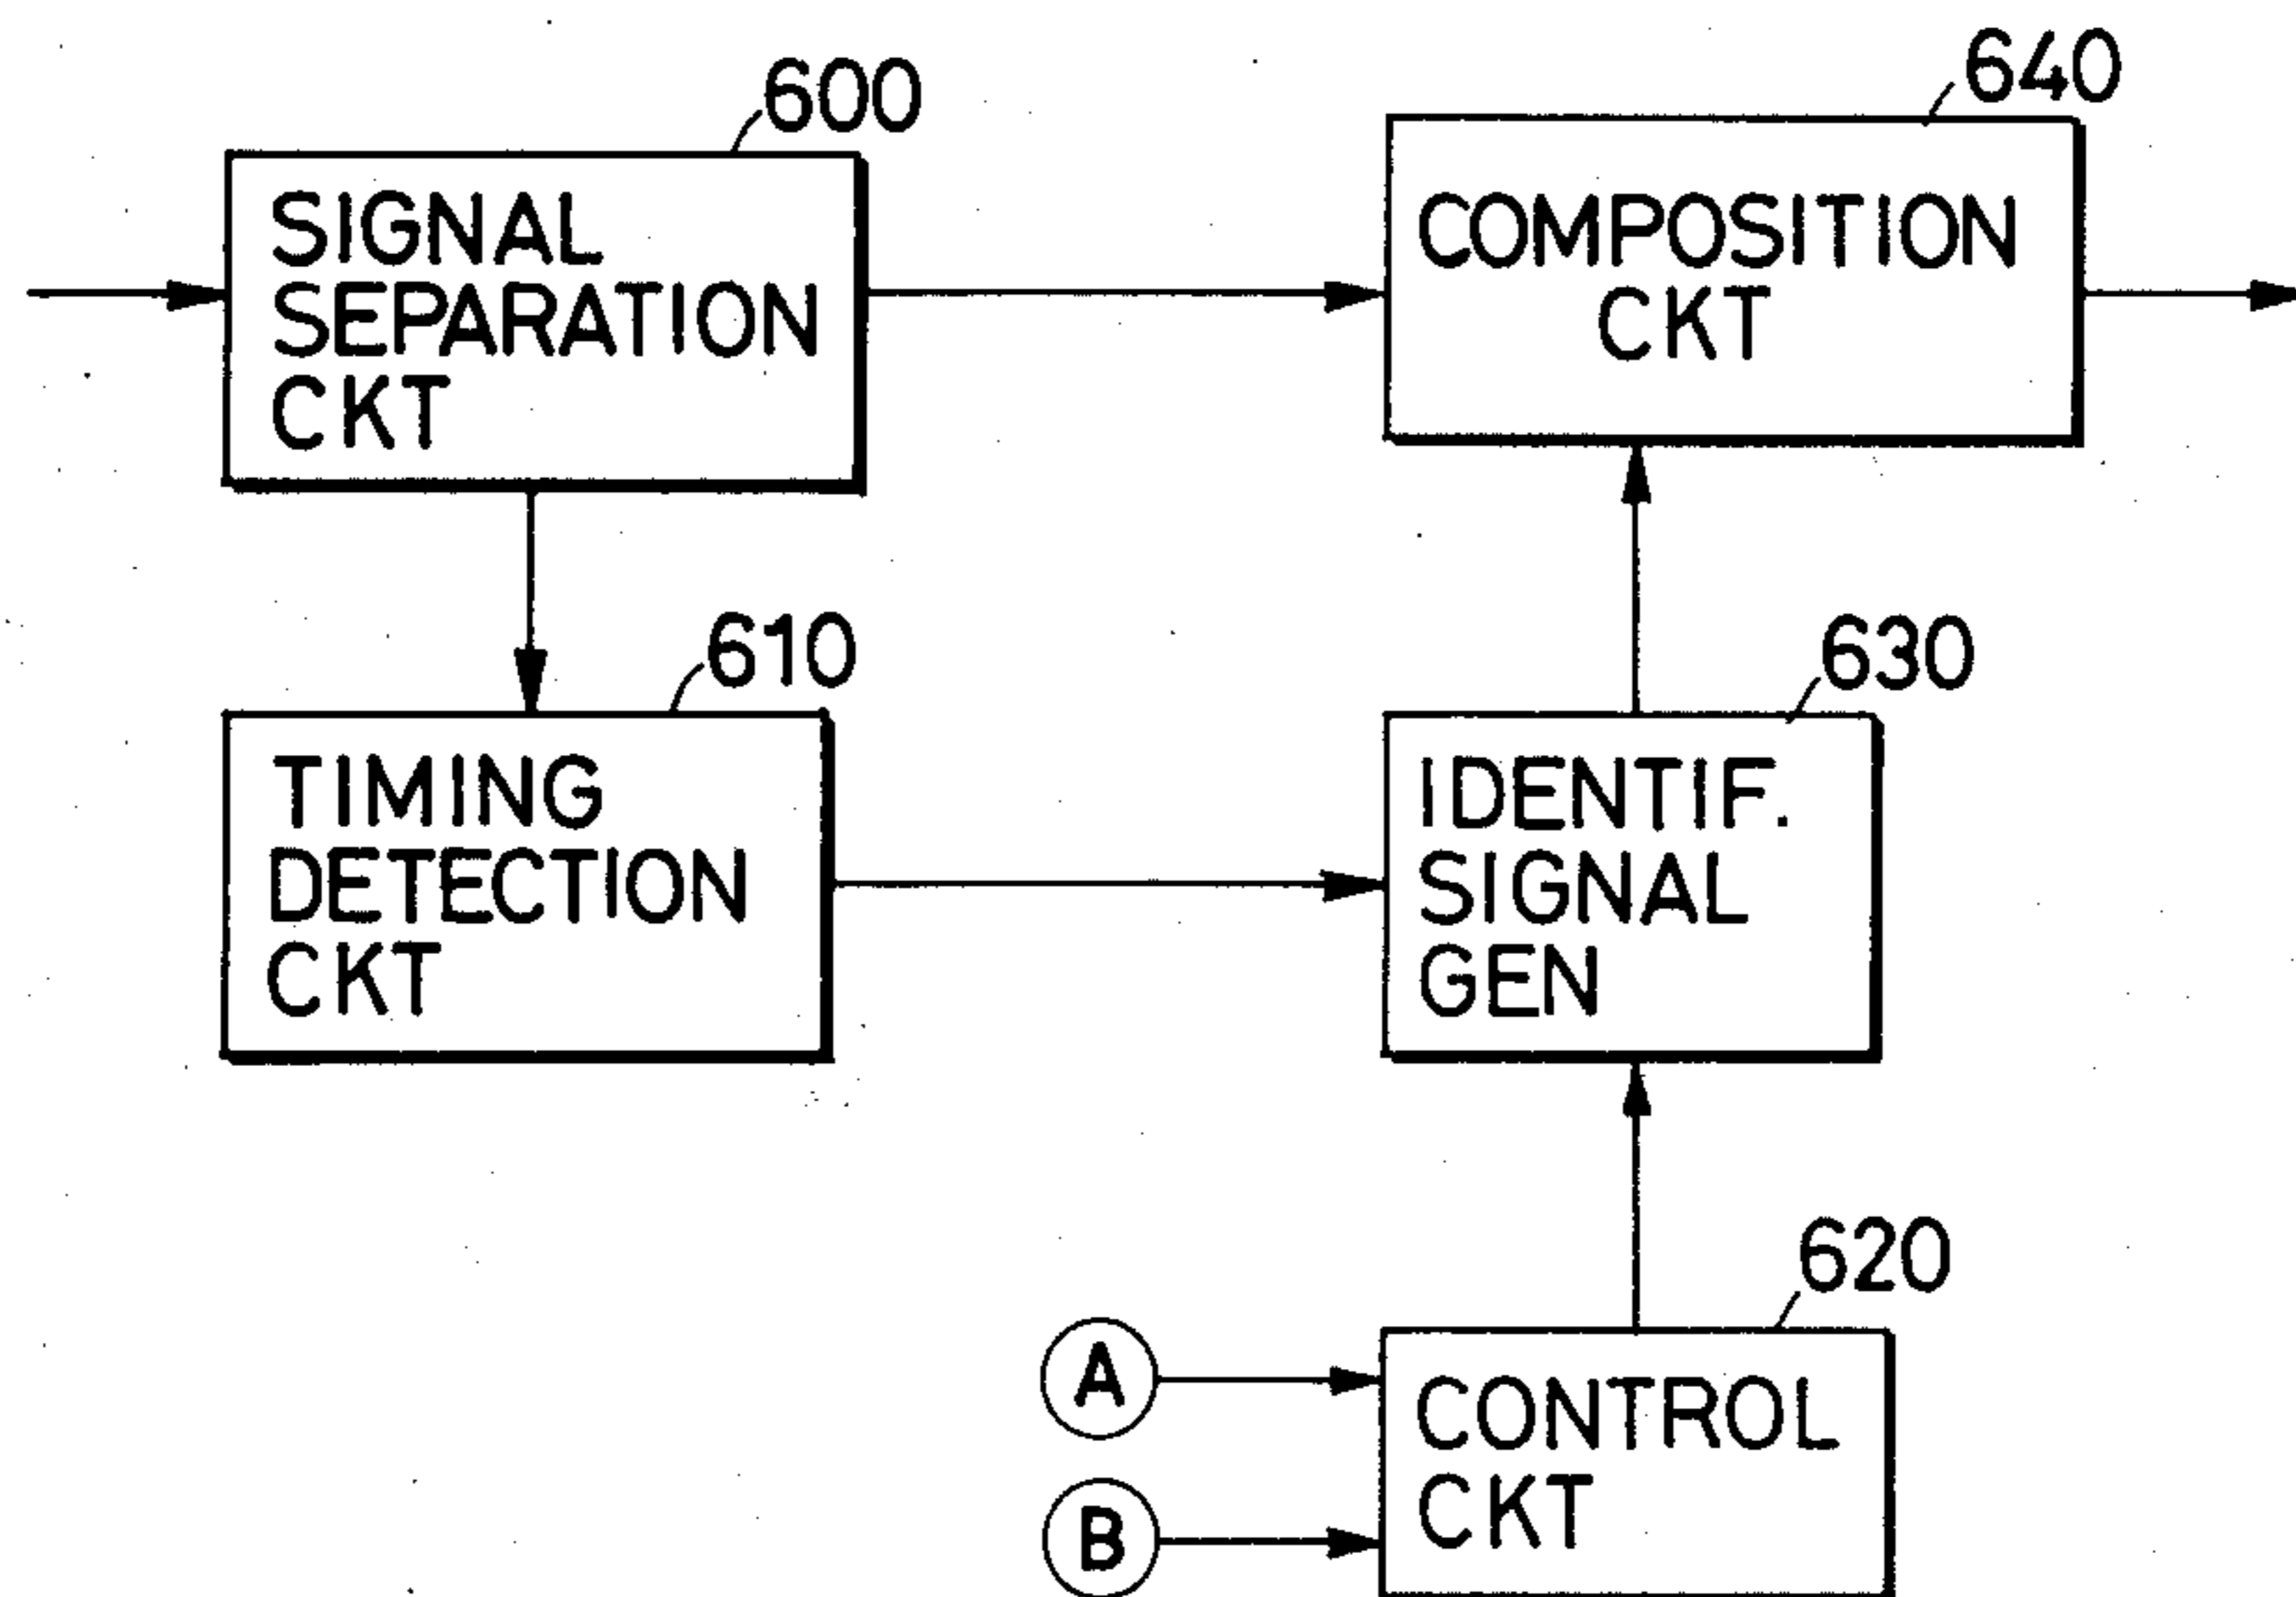 600
SIGNAL
SEPARATION
CKT
640
COMPOSITION
CKT
610
TIMING
DETECTION
CKT
630
IDENTIF.
SIGNAL
GEN
620
A
B
CONTROL
CKT